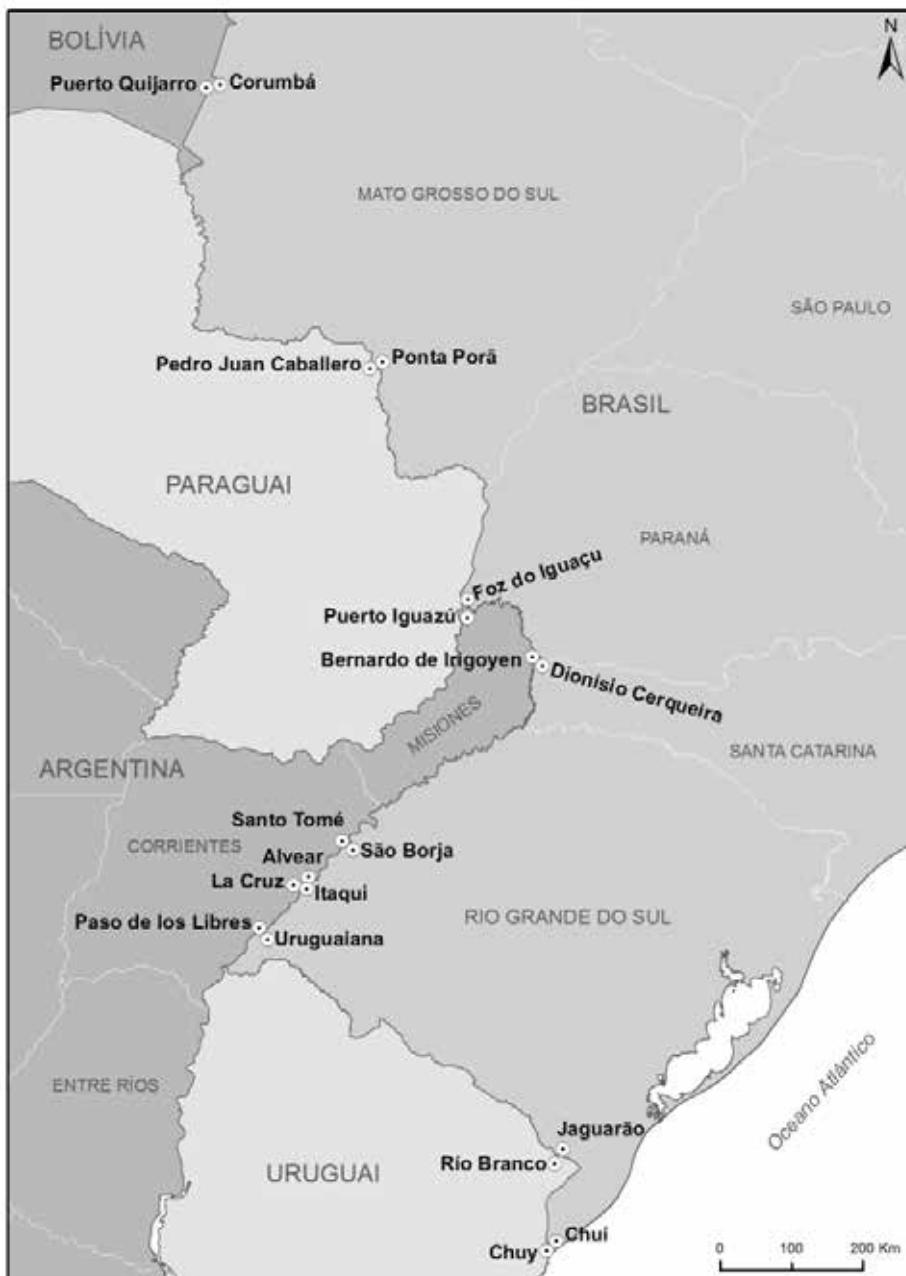 BOLÍVIA
N
Puerto Quijarro
Corumbá
MATO GROSSO DO SUL
SÃO PAULO
Pedro Juan Caballero
Ponta Porã
BRASIL
PARAGUAI
PARANÁ
Foz do Iguaçu
Puerto Iguazú
Bernardo de Irigoyen
Dionísio Cerqueira
MISIONES
SANTA CATARINA
ARGENTINA
Santo Tomé
CORRIENTES
São Borja
Alvear
La Cruz
Itaqui
RIO GRANDE DO SUL
Paso de los Libres
Uruguaiana
ENTRE RÍOS
Oceano Atlântico
Jaguarão
Río Branco
URUGUAI
Chuí
Chuy
0 100 200 Km